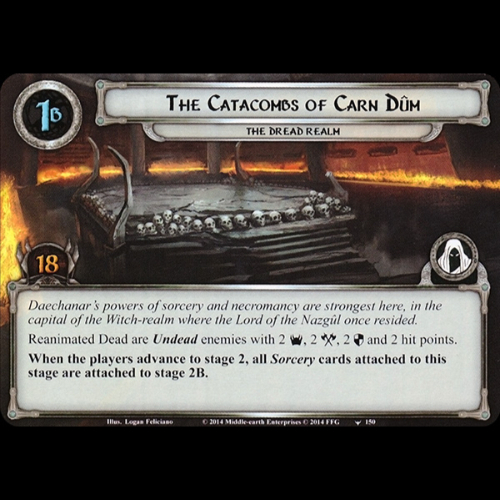 1B
THE CATACOMBS OF CARN DÛM
THE DREAD REALM
18
Daechanar's powers of sorcery and necromancy are strongest here, in the
capital of the Witch-realm where the Lord of the Nazgûl once resided.
Reanimated Dead are Undead enemies with 2 , 2 , 2 and 2 hit points.
When the players advance to stage 2, all Sorcery cards attached to this
stage are attached to stage 2B.
Illus. Logan Feliciano © 2014 Middle-earth Enterprises © 2014 FFG 150